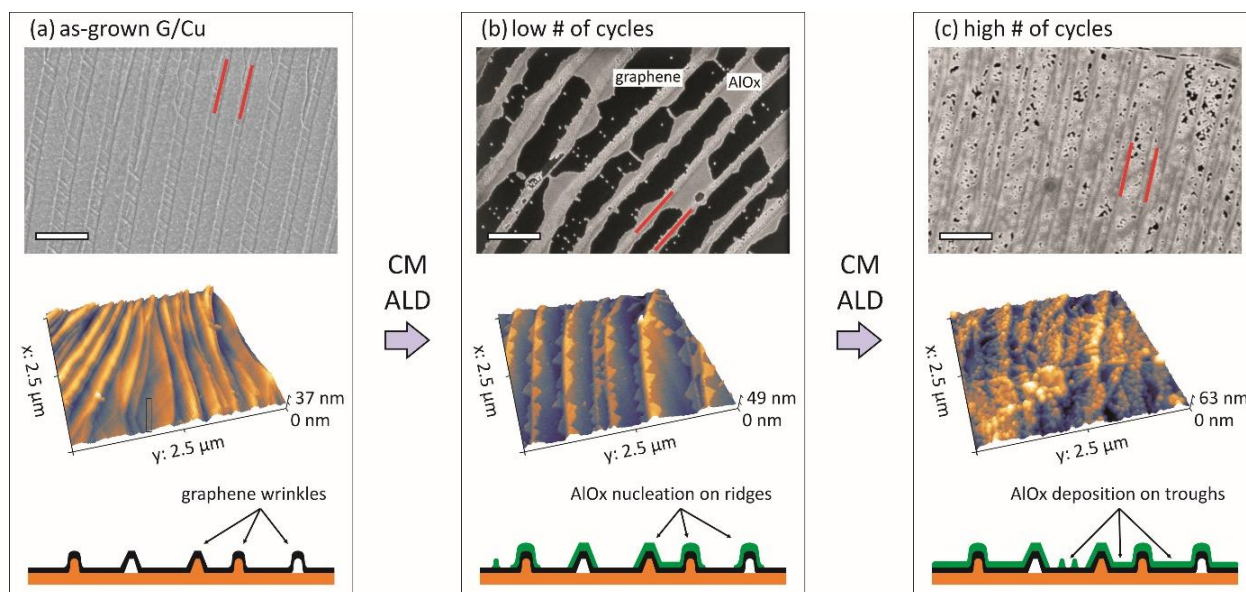 (a) as-grown G/Cu
(b) low # of cycles
(c) high # of cycles
graphene
AlOx
CM
ALD
CM
ALD
x: 2.5 μm
y: 2.5 μm
37 nm
0 nm
x: 2.5 μm
y: 2.5 μm
49 nm
0 nm
x: 2.5 μm
y: 2.5 μm
63 nm
0 nm
graphene wrinkles
AlOx nucleation on ridges
AlOx deposition on troughs